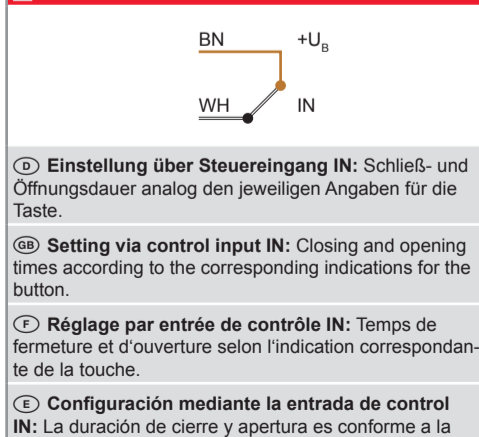 BN +U_B
WH IN
D Einstellung über Steuereingang IN: Schließ- und
Öffnungsdauer analog den jeweiligen Angaben für die
Taste.
GB Setting via control input IN: Closing and opening
times according to the corresponding indications for the
button.
F Réglage par entrée de contrôle IN: Temps de
fermeture et d‘ouverture selon l‘indication correspondan-
te de la touche.
E Configuración mediante la entrada de control
IN: La duración de cierre y apertura es conforme a la